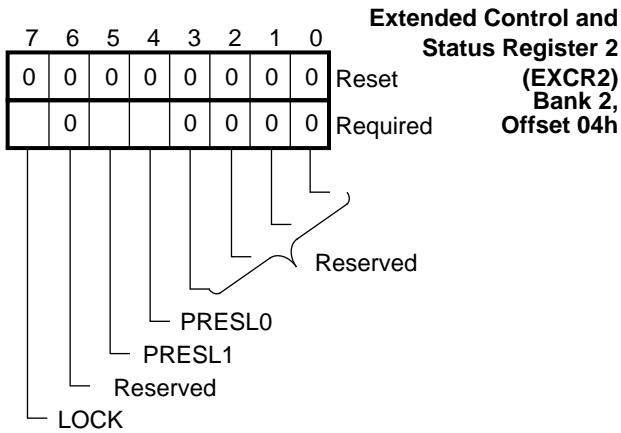 Extended Control and
Status Register 2
(EXCR2)
Bank 2,
Offset 04h
7 6 5 4 3 2 1 0
0 0 0 0 0 0 0 0 Reset
0 0 0 0 0 Required
Reserved
PRESL0
PRESL1
Reserved
LOCK